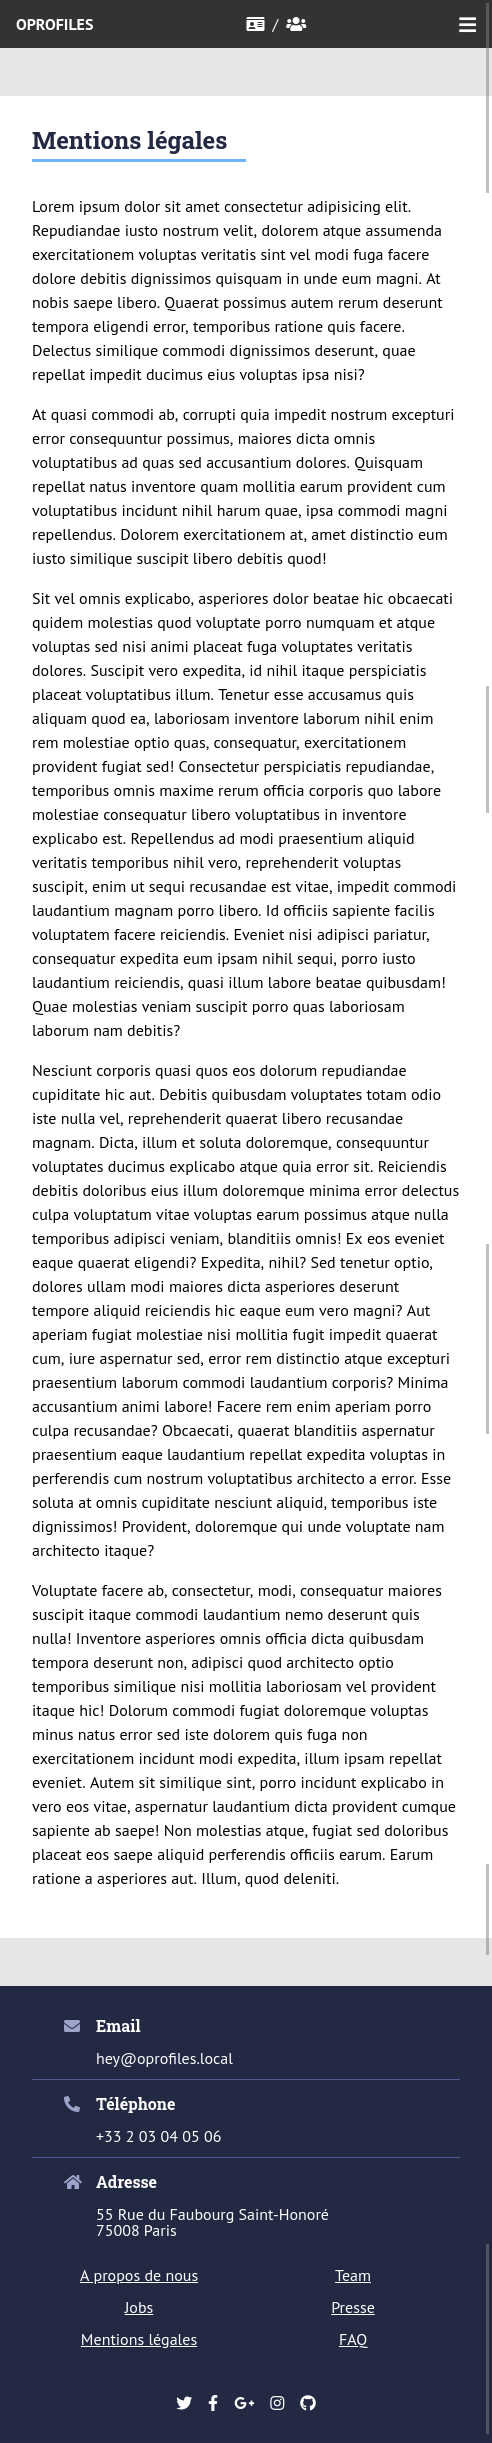 OPROFILES
/
Mentions légales
Lorem ipsum dolor sit amet consectetur adipisicing elit.
Repudiandae iusto nostrum velit, dolorem atque assumenda
exercitationem voluptas veritatis sint vel modi fuga facere
dolore debitis dignissimos quisquam in unde eum magni. At
nobis saepe libero. Quaerat possimus autem rerum deserunt
tempora eligendi error, temporibus ratione quis facere.
Delectus similique commodi dignissimos deserunt, quae
repellat impedit ducimus eius voluptas ipsa nisi?
At quasi commodi ab, corrupti quia impedit nostrum excepturi
error consequuntur possimus, maiores dicta omnis
voluptatibus ad quas sed accusantium dolores. Quisquam
repellat natus inventore quam mollitia earum provident cum
voluptatibus incidunt nihil harum quae, ipsa commodi magni
repellendus. Dolorem exercitationem at, amet distinctio eum
iusto similique suscipit libero debitis quod!
Sit vel omnis explicabo, asperiores dolor beatae hic obcaecati
quidem molestias quod voluptate porro numquam et atque
voluptas sed nisi animi placeat fuga voluptates veritatis
dolores. Suscipit vero expedita, id nihil itaque perspiciatis
placeat voluptatibus illum. Tenetur esse accusamus quis
aliquam quod ea, laboriosam inventore laborum nihil enim
rem molestiae optio quas, consequatur, exercitationem
provident fugiat sed! Consectetur perspiciatis repudiandae,
temporibus omnis maxime rerum officia corporis quo labore
molestiae consequatur libero voluptatibus in inventore
explicabo est. Repellendus ad modi praesentium aliquid
veritatis temporibus nihil vero, reprehenderit voluptas
suscipit, enim ut sequi recusandae est vitae, impedit commodi
laudantium magnam porro libero. Id officiis sapiente facilis
voluptatem facere reiciendis. Eveniet nisi adipisci pariatur,
consequatur expedita eum ipsam nihil sequi, porro iusto
laudantium reiciendis, quasi illum labore beatae quibusdam!
Quae molestias veniam suscipit porro quas laboriosam
laborum nam debitis?
Nesciunt corporis quasi quos eos dolorum repudiandae
cupiditate hic aut. Debitis quibusdam voluptates totam odio
iste nulla vel, reprehenderit quaerat libero recusandae
magnam. Dicta, illum et soluta doloremque, consequuntur
voluptates ducimus explicabo atque quia error sit. Reiciendis
debitis doloribus eius illum doloremque minima error delectus
culpa voluptatum vitae voluptas earum possimus atque nulla
temporibus adipisci veniam, blanditiis omnis! Ex eos eveniet
eaque quaerat eligendi? Expedita, nihil? Sed tenetur optio,
dolores ullam modi maiores dicta asperiores deserunt
tempore aliquid reiciendis hic eaque eum vero magni? Aut
aperiam fugiat molestiae nisi mollitia fugit impedit quaerat
cum, iure aspernatur sed, error rem distinctio atque excepturi
praesentium laborum commodi laudantium corporis? Minima
accusantium animi labore! Facere rem enim aperiam porro
culpa recusandae? Obcaecati, quaerat blanditiis aspernatur
praesentium eaque laudantium repellat expedita voluptas in
perferendis cum nostrum voluptatibus architecto a error. Esse
soluta at omnis cupiditate nesciunt aliquid, temporibus iste
dignissimos! Provident, doloremque qui unde voluptate nam
architecto itaque?
Voluptate facere ab, consectetur, modi, consequatur maiores
suscipit itaque commodi laudantium nemo deserunt quis
nulla! Inventore asperiores omnis officia dicta quibusdam
tempora deserunt non, adipisci quod architecto optio
temporibus similique nisi mollitia laboriosam vel provident
itaque hic! Dolorum commodi fugiat doloremque voluptas
minus natus error sed iste dolorem quis fuga non
exercitationem incidunt modi expedita, illum ipsam repellat
eveniet. Autem sit similique sint, porro incidunt explicabo in
vero eos vitae, aspernatur laudantium dicta provident cumque
sapiente ab saepe! Non molestias atque, fugiat sed doloribus
placeat eos saepe aliquid perferendis officiis earum. Earum
ratione a asperiores aut. Illum, quod deleniti.
Email
hey@oprofiles.local
Téléphone
+33 2 03 04 05 06
Adresse
55 Rue du Faubourg Saint-Honoré
75008 Paris
A propos de nous
Team
Jobs
Presse
Mentions légales
FAQ